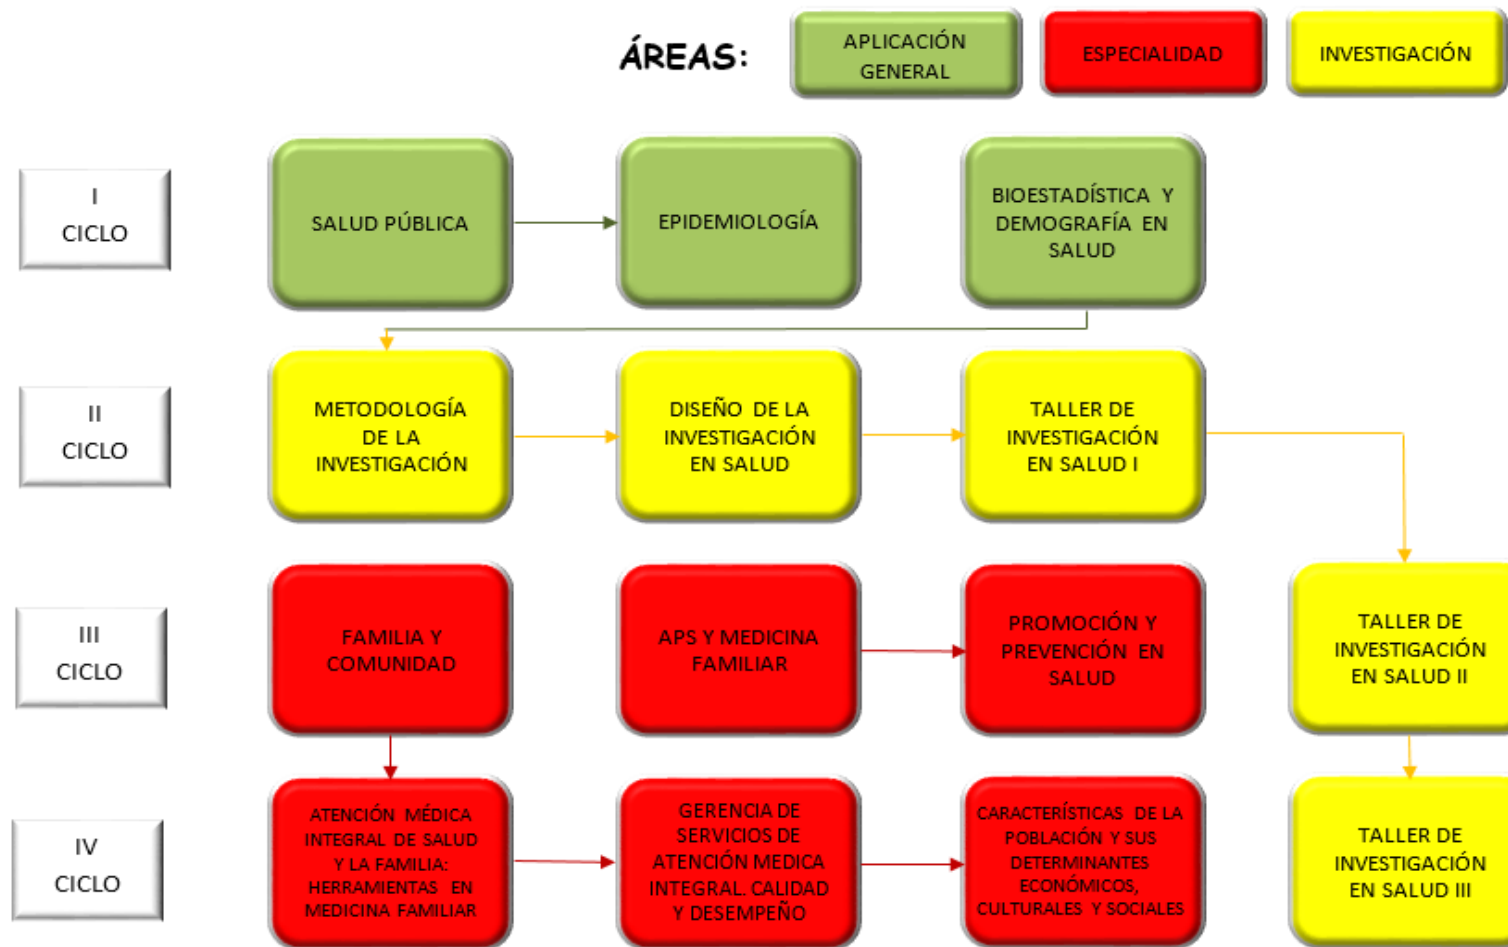 ÁREAS:
APLICACIÓN
GENERAL
ESPECIALIDAD
INVESTIGACIÓN
I
CICLO
SALUD PÚBLICA
EPIDEMIOLOGÍA
BIOESTADÍSTICA Y
DEMOGRAFÍA EN
SALUD
II
CICLO
METODOLOGÍA
DE LA
INVESTIGACIÓN
DISEÑO DE LA
INVESTIGACIÓN
EN SALUD
TALLER DE
INVESTIGACIÓN
EN SALUD I
III
CICLO
FAMILIA Y
COMUNIDAD
APS Y MEDICINA
FAMILIAR
PROMOCIÓN Y
PREVENCIÓN EN
SALUD
TALLER DE
INVESTIGACIÓN
EN SALUD II
IV
CICLO
ATENCIÓN MÉDICA
INTEGRAL DE SALUD
Y LA FAMILIA:
HERRAMIENTAS EN
MEDICINA FAMILIAR
GERENCIA DE
SERVICIOS DE
ATENCIÓN MEDICA
INTEGRAL. CALIDAD
Y DESEMPEÑO
CARACTERÍSTICAS DE LA
POBLACIÓN Y SUS
DETERMINANTES
ECONÓMICOS,
CULTURALES Y SOCIALES
TALLER DE
INVESTIGACIÓN
EN SALUD III